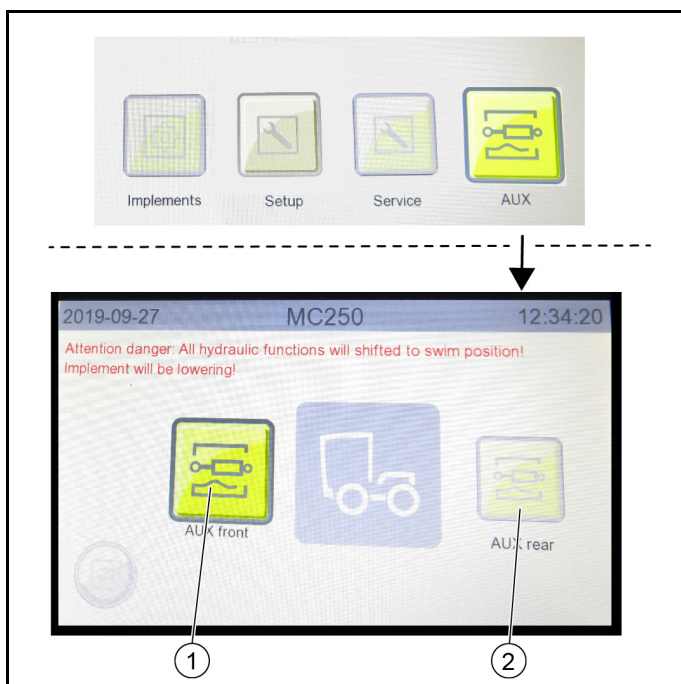 Implements
Setup
Service
AUX
2019-09-27
MC250
12:34:20
Attention danger: All hydraulic functions will shifted to swim position!
Implement will be lowering!
AUX front
AUX rear
1
2